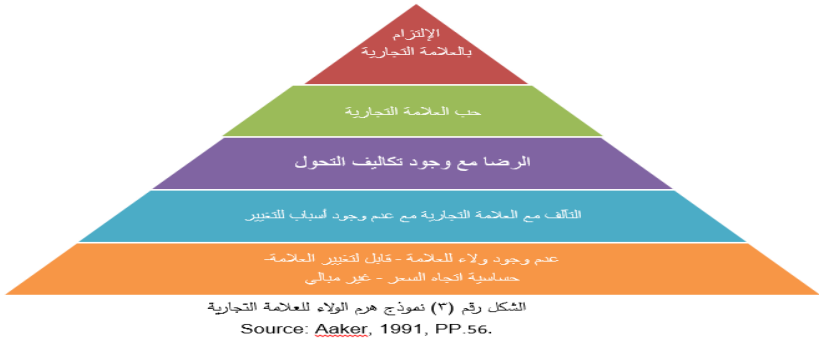 الإلتزام
بالعلامة التجارية
حب العلامة التجارية
الرضا مع وجود تكاليف التحول
التآلف مع العلامة التجارية مع عدم وجود أسباب للتغيير
عدم وجود ولاء للعلامة - قابل لتغيير العلامة-
حساسية اتجاه السعر - غير مبالي
الشكل رقم (٣) نموذج هرم الولاء للعلامة التجارية
Source: Aaker, 1991, PP.56.